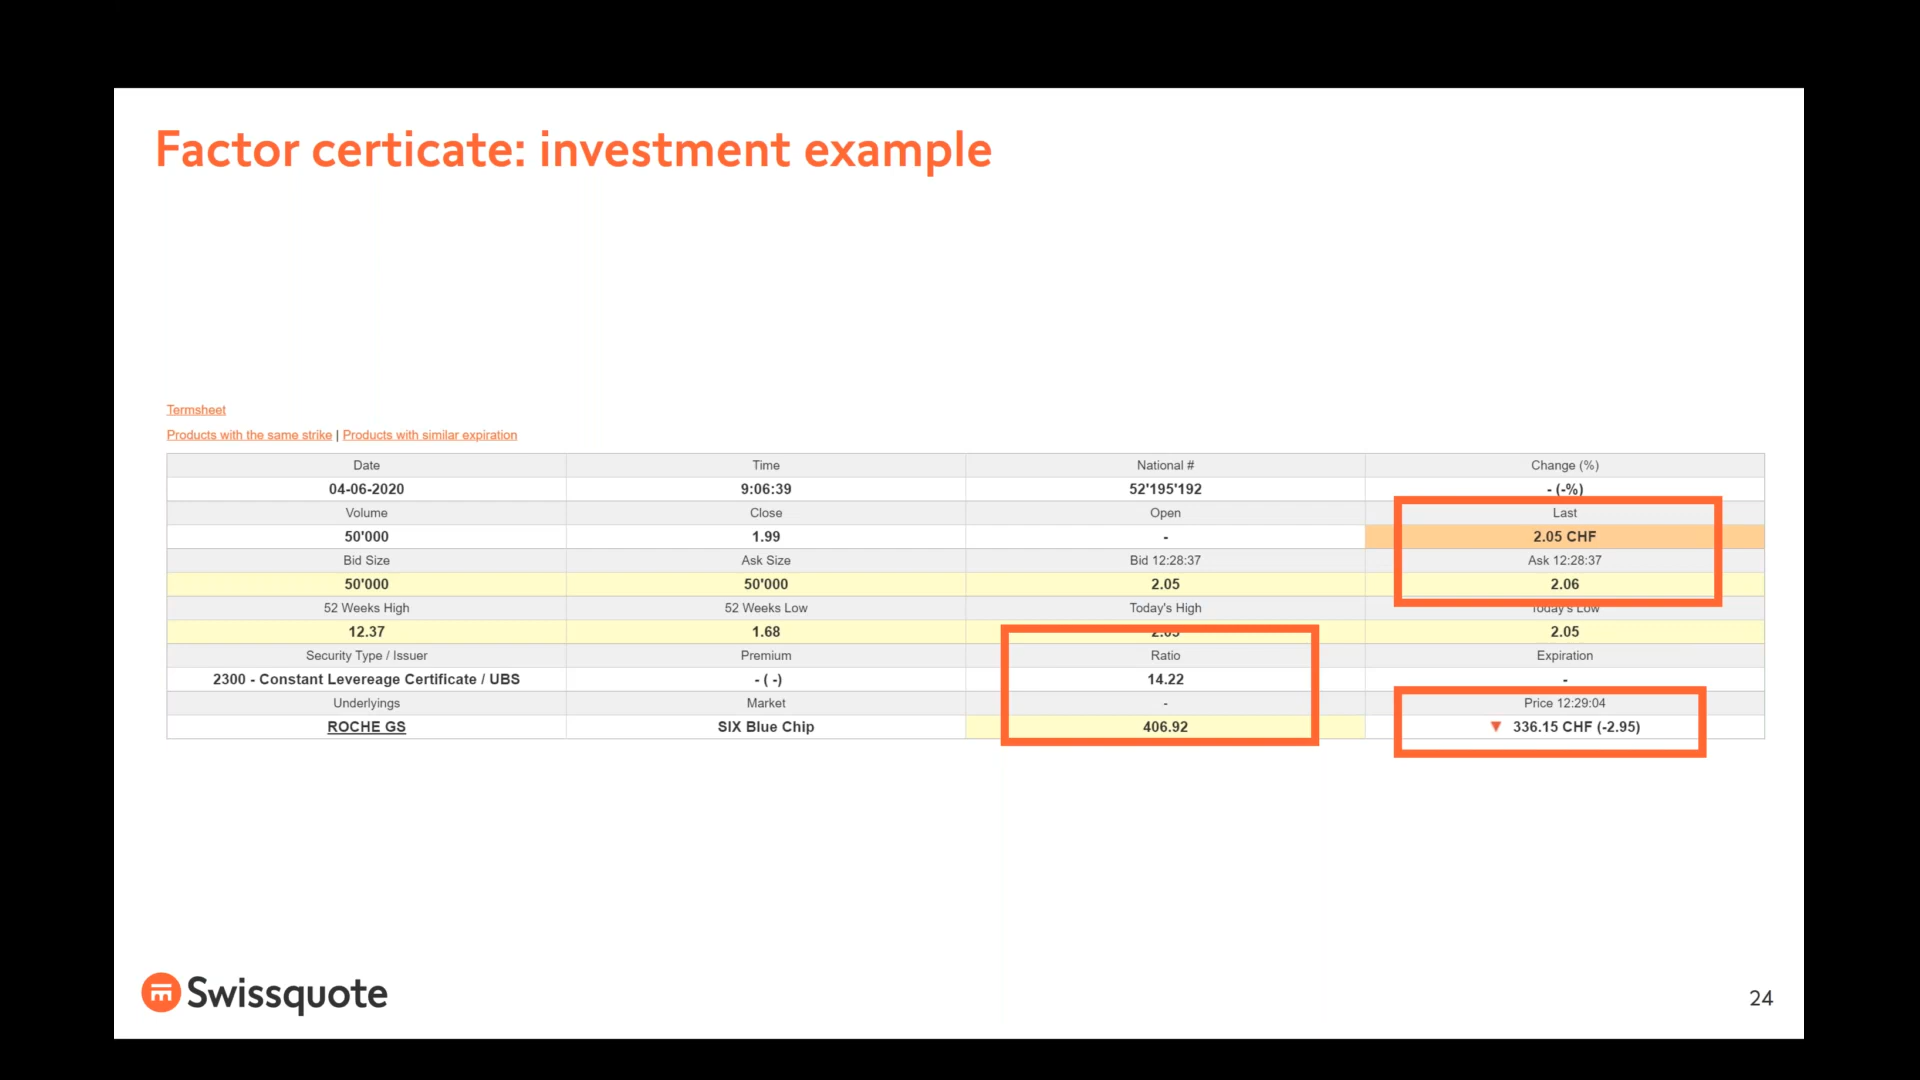 Factor certicate: investment example
Termsheet
Products with the same strike | Products with similar expiration
Date Time National # Change (%)
04-06-2020 9:06:39 52'195'192 - (-%)
Volume Close Open Last
50'000 1.99 - 2.05 CHF
Bid Size Ask Size Bid 12:28:37 Ask 12:28:37
50'000 50'000 2.05 2.06
52 Weeks High 52 Weeks Low Today's High Today's Low
12.37 1.68 2.05 2.05
Security Type / Issuer Premium Ratio Expiration
2300 - Constant Levereage Certificate / UBS - ( -) 14.22 -
Underlyings Market - Price 12:29:04
ROCHE GS SIX Blue Chip 406.92 ▼ 336.15 CHF (-2.95)
Swissquote
24